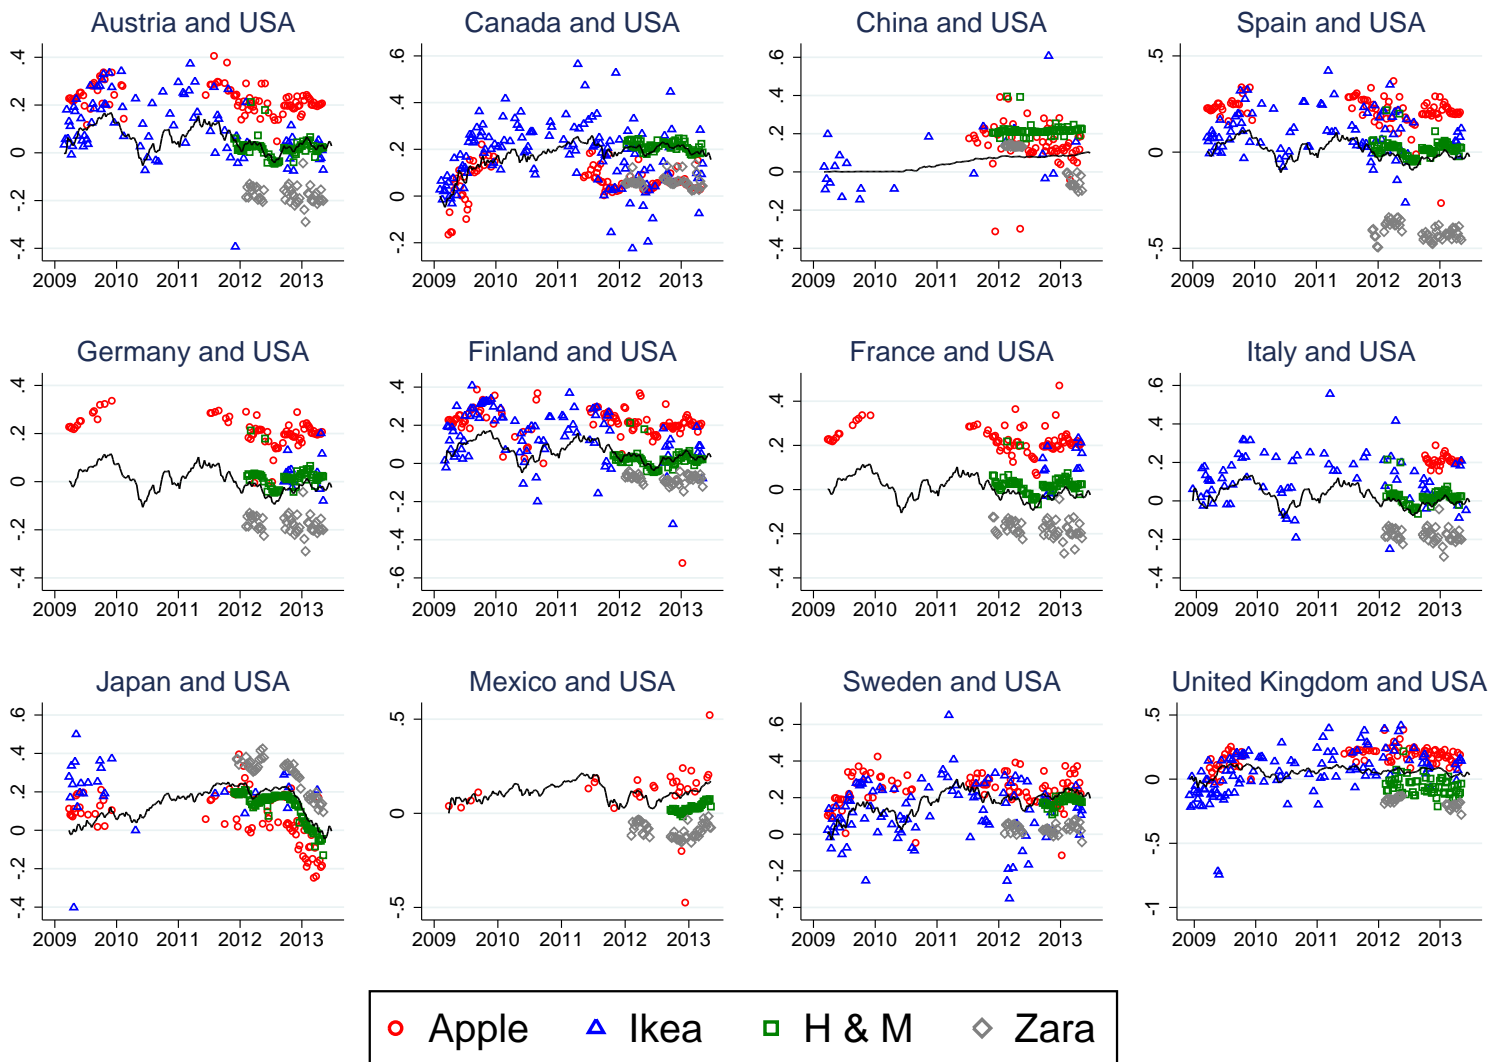 Austria and USA
.4
.2
0
-.2
-.4
2009 2010 2011 2012 2013
Canada and USA
.6
.4
.2
0
-.2
2009 2010 2011 2012 2013
China and USA
.6
.4
.2
0
-.2
-.4
2009 2010 2011 2012 2013
Spain and USA
.5
0
-.5
2009 2010 2011 2012 2013
Germany and USA
.4
.2
0
-.2
-.4
2009 2010 2011 2012 2013
Finland and USA
.4
.2
0
-.2
-.4
-.6
2009 2010 2011 2012 2013
France and USA
.4
.2
0
-.2
-.4
2009 2010 2011 2012 2013
Italy and USA
.6
.4
.2
0
-.2
-.4
2009 2010 2011 2012 2013
Japan and USA
.6
.4
.2
0
-.2
-.4
2009 2010 2011 2012 2013
Mexico and USA
.5
0
-.5
2009 2010 2011 2012 2013
Sweden and USA
.6
.4
.2
0
-.2
-.4
2009 2010 2011 2012 2013
United Kingdom and USA
.5
0
-.5
-1
2009 2010 2011 2012 2013
Apple Ikea H & M Zara